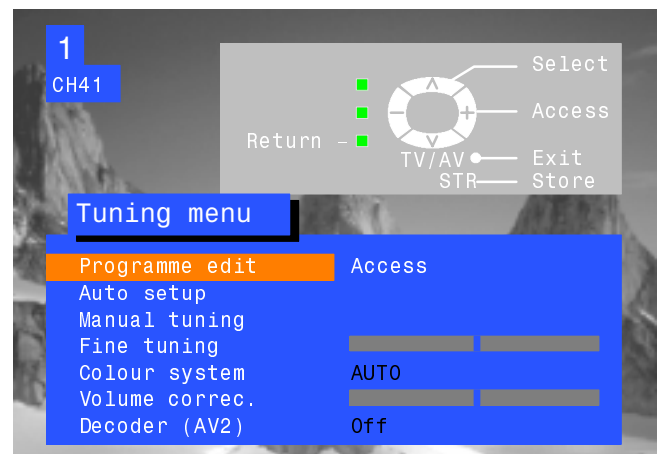 1
CH41
Select
Access
Return
TV/AV Exit
STR Store
Tuning menu
Programme edit Access
Auto setup
Manual tuning
Fine tuning
Colour system AUTO
Volume correc.
Decoder (AV2) Off